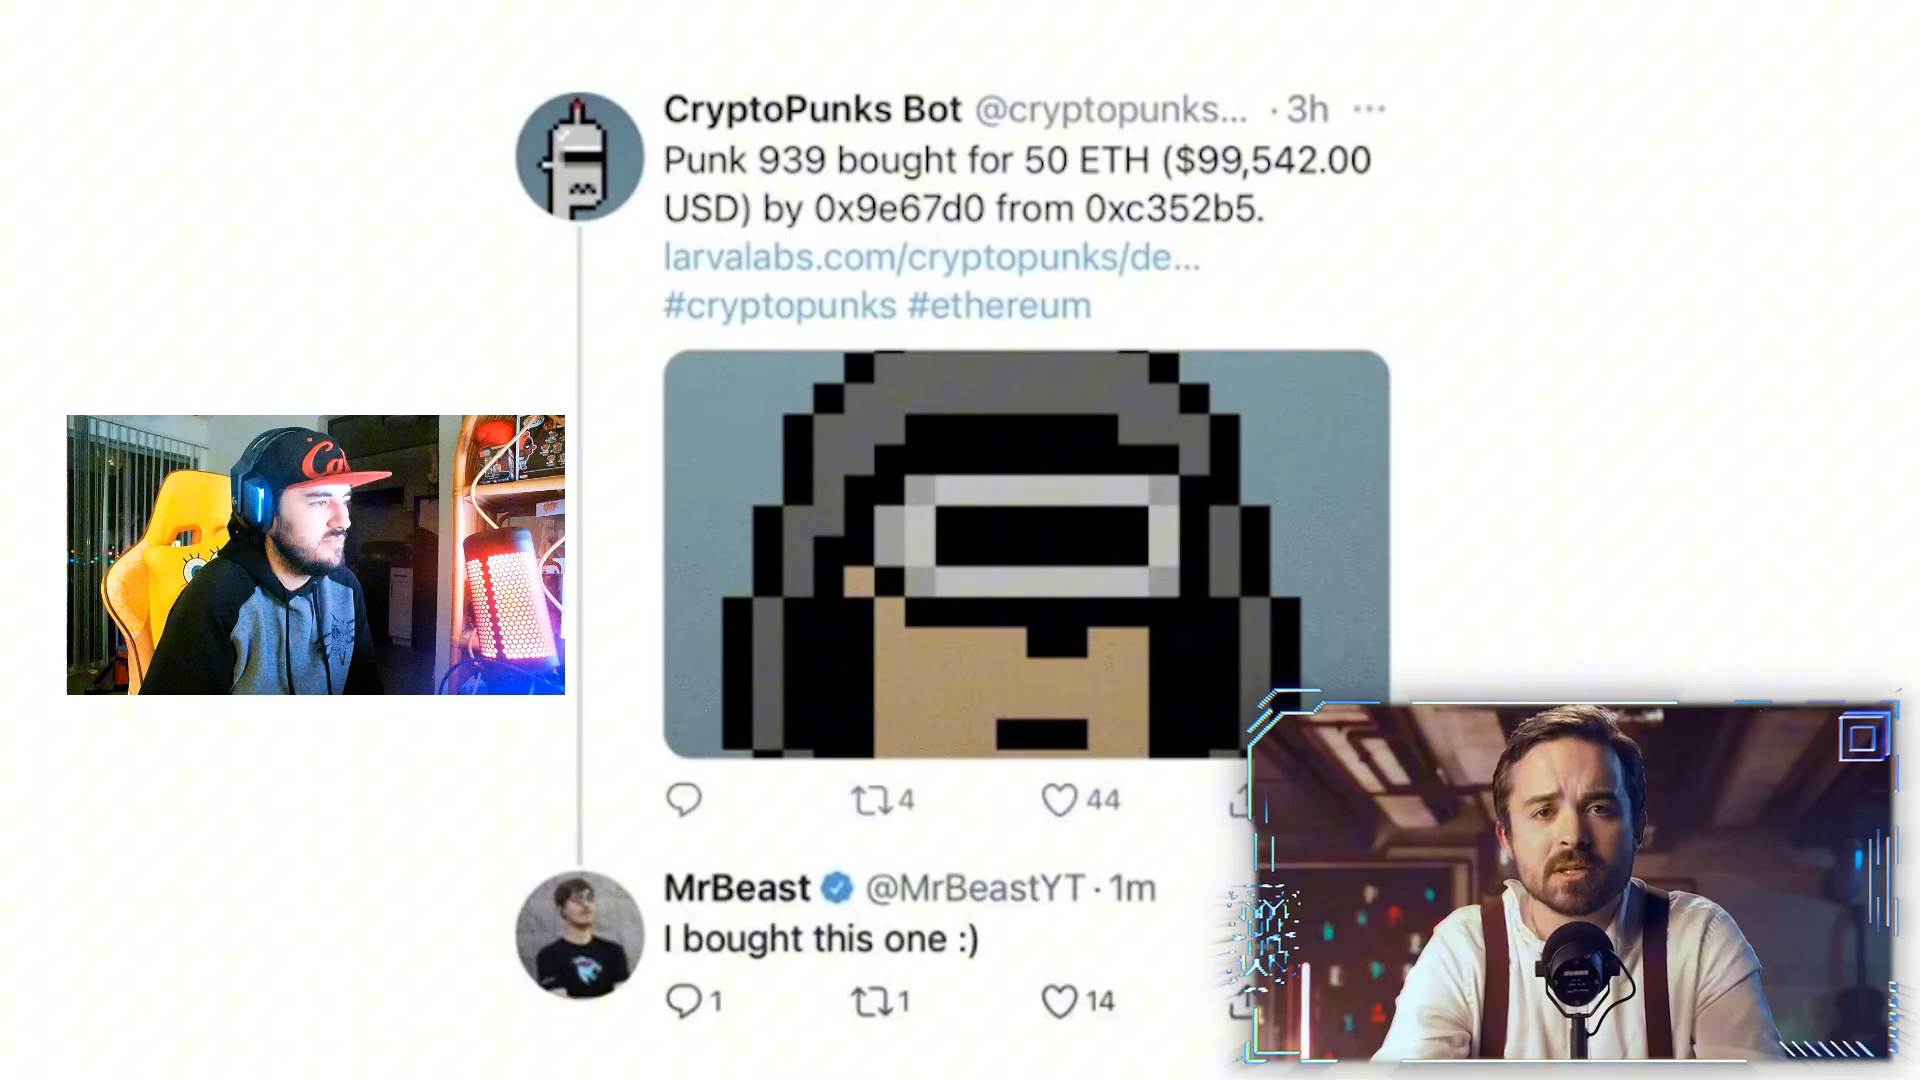 CryptoPunks Bot @cryptopunks... · 3h ...
Punk 939 bought for 50 ETH ($99,542.00
USD) by 0x9e67d0 from 0xc352b5.
larvalabs.com/cryptopunks/de...
#cryptopunks #ethereum
4 44
MrBeast @MrBeastYT · 1m
I bought this one :)
1 1 14